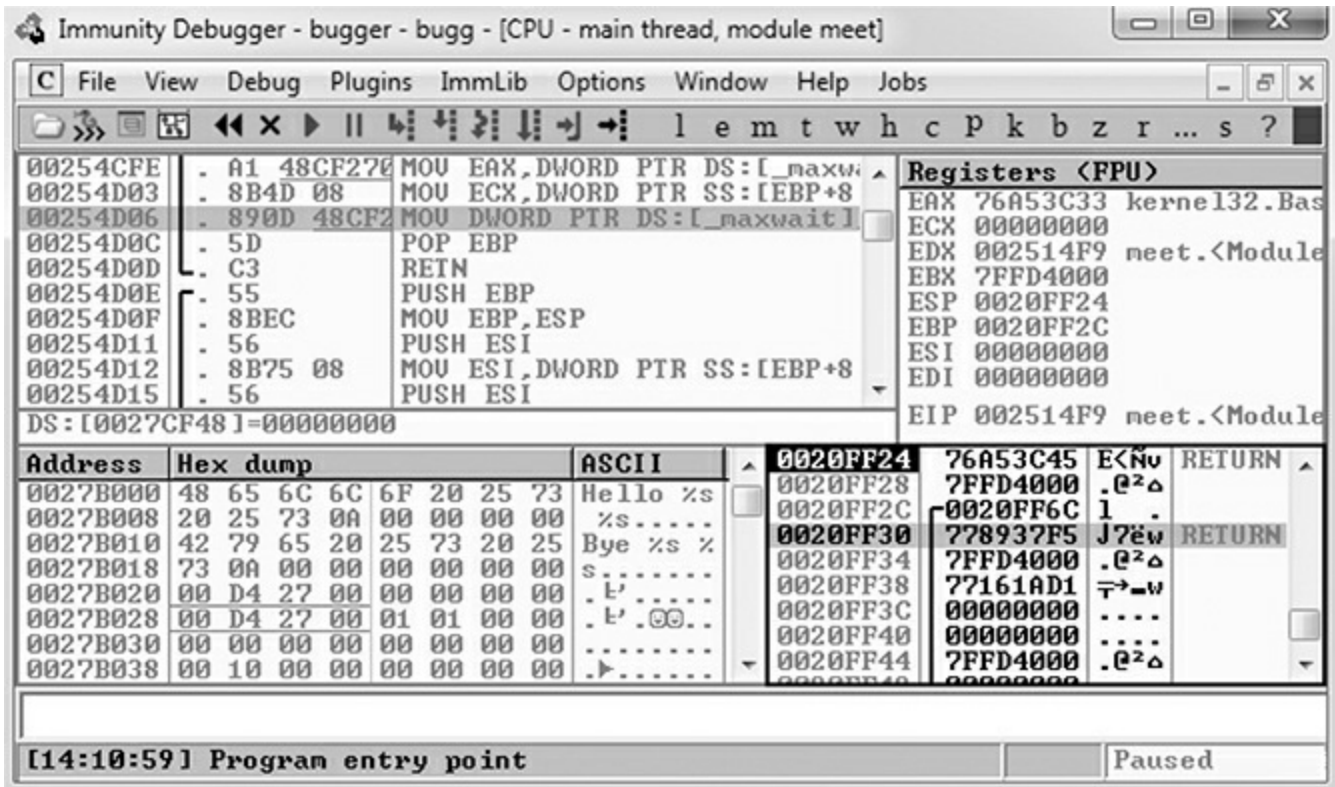 Immunity Debugger - bugger - bugg - [CPU - main thread, module meet]
C File View Debug Plugins ImmLib Options Window Help Jobs
l e m t w h c P k b z r ... s ?
00254CFE . A1 48CF270 MOV EAX,DWORD PTR DS:[_maxwa
00254D03 . 8B4D 08 MOV ECX,DWORD PTR SS:[EBP+8
00254D06 . 890D 48CF2 MOV DWORD PTR DS:[_maxwait]
00254D0C . 5D POP EBP
00254D0D . C3 RETN
00254D0E . 55 PUSH EBP
00254D0F . 8BEC MOV EBP,ESP
00254D11 . 56 PUSH ESI
00254D12 . 8B75 08 MOV ESI,DWORD PTR SS:[EBP+8
00254D15 . 56 PUSH ESI
DS:[0027CF48]=00000000
Registers (FPU)
EAX 76A53C33 kernel32.Bas
ECX 00000000
EDX 002514F9 meet.<Module
EBX 7FFD4000
ESP 0020FF24
EBP 0020FF2C
ESI 00000000
EDI 00000000
EIP 002514F9 meet.<Module
Address Hex dump ASCII
0027B000 48 65 6C 6C 6F 20 25 73 Hello %s
0027B008 20 25 73 0A 00 00 00 00 %s.....
0027B010 42 79 65 20 25 73 20 25 Bye %s %
0027B018 73 0A 00 00 00 00 00 00 s.......
0027B020 00 D4 27 00 00 00 00 00 .╘'.....
0027B028 00 D4 27 00 01 01 00 00 .╘'.☺☺..
0027B030 00 00 00 00 00 00 00 00 ........
0027B038 00 10 00 00 00 00 00 00 .►......
0020FF24 76A53C45 E<Ñv RETURN
0020FF28 7FFD4000 .@²⌂
0020FF2C 0020FF6C l .
0020FF30 778937F5 J7ëw RETURN
0020FF34 7FFD4000 .@²⌂
0020FF38 77161AD1 ╤→▬w
0020FF3C 00000000 ....
0020FF40 00000000 ....
0020FF44 7FFD4000 .@²⌂
[14:10:59] Program entry point
Paused